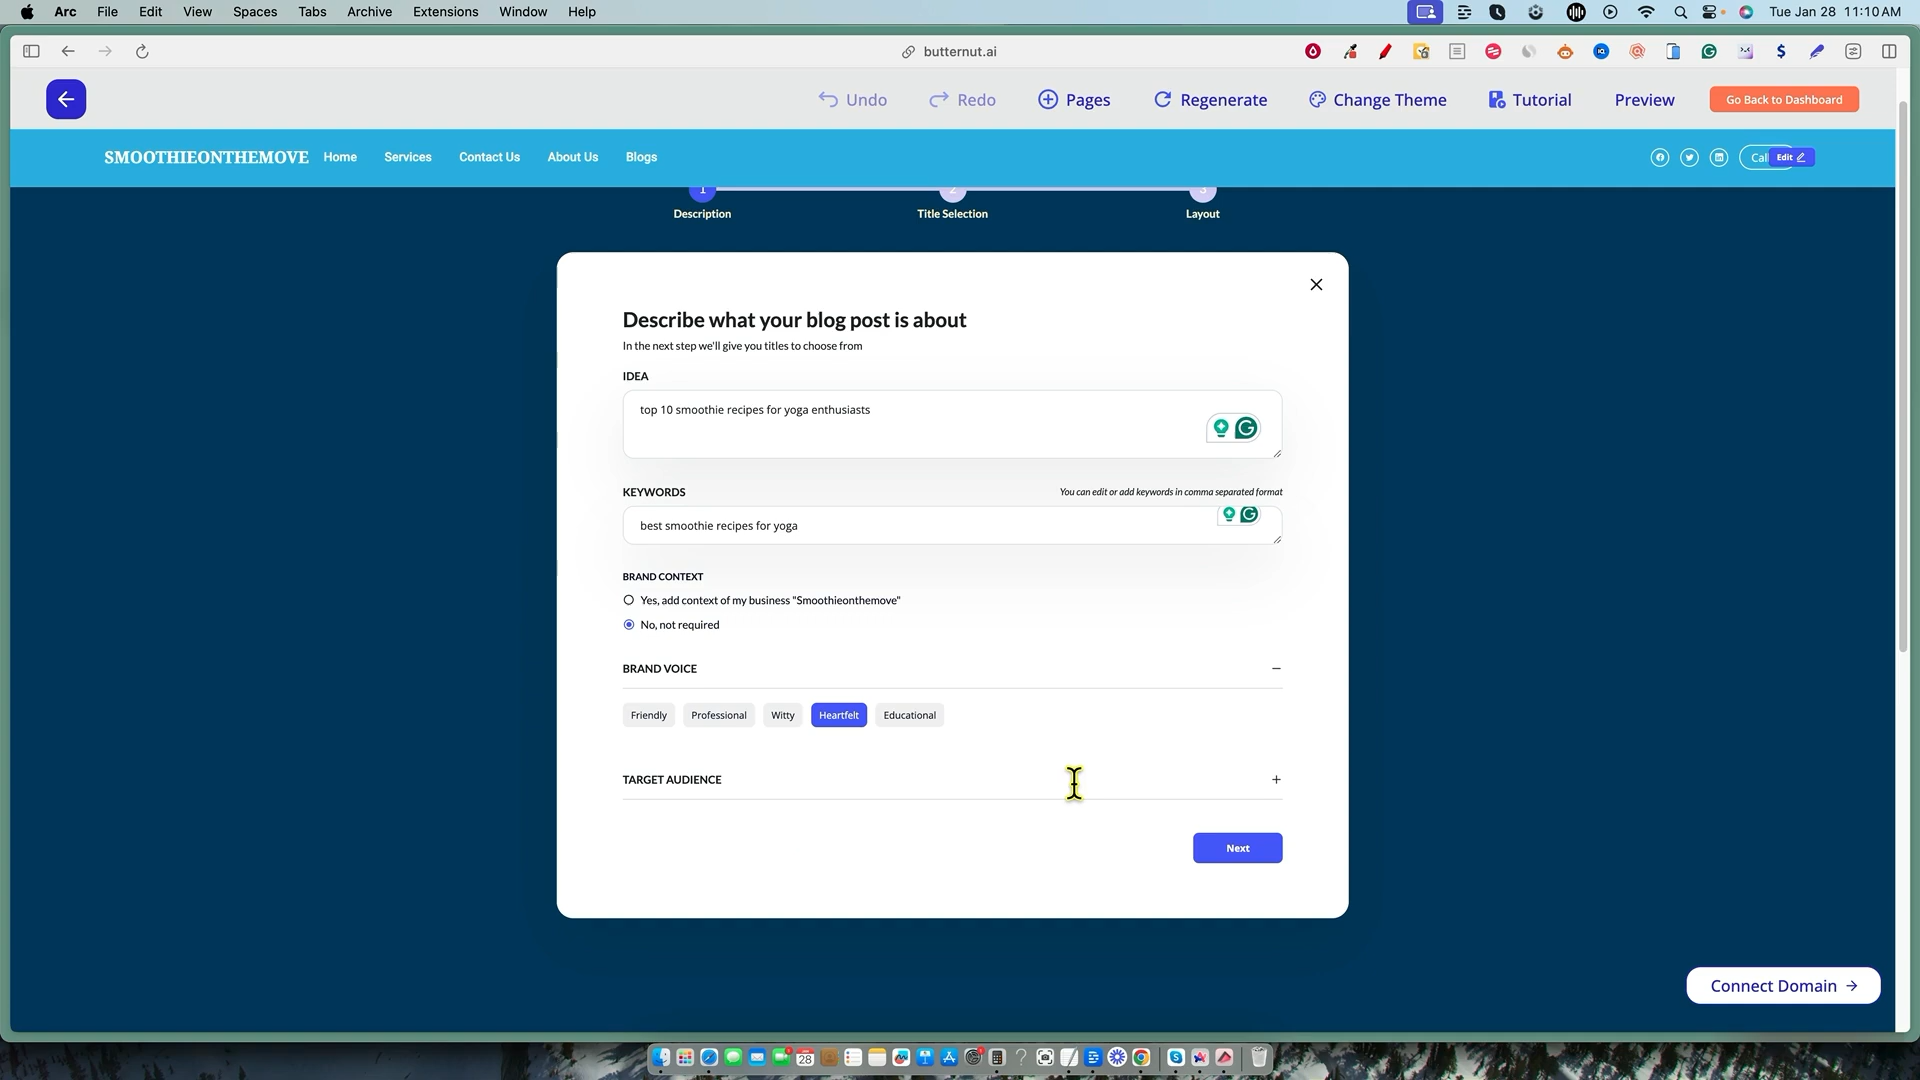 Arc File Edit View Spaces Tabs Archive Extensions Window Help Tue Jan 28 11:10 AM
butternut.ai
Undo Redo Pages Regenerate Change Theme Tutorial Preview Go Back to Dashboard
SMOOTHIEONTHEMOVE Home Services Contact Us About Us Blogs Edit
1 2 3
Description Title Selection Layout
Describe what your blog post is about
In the next step we'll give you titles to choose from
IDEA
top 10 smoothie recipes for yoga enthusiasts
KEYWORDS You can edit or add keywords in comma separated format
best smoothie recipes for yoga
BRAND CONTEXT
Yes, add context of my business "Smoothieonthemove"
No, not required
BRAND VOICE
Friendly Professional Witty Heartfelt Educational
TARGET AUDIENCE
Next
Connect Domain
28